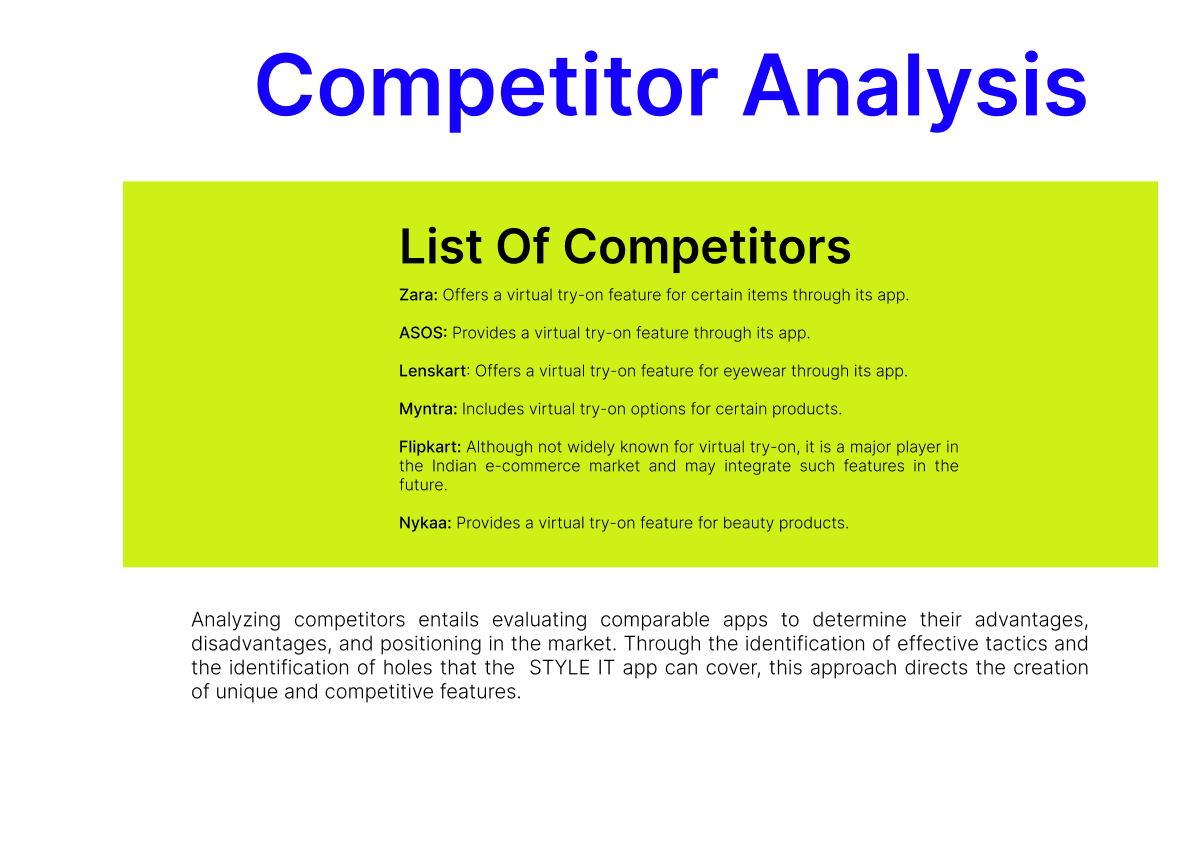 Competitor Analysis
List Of Competitors
Zara: Offers a virtual try-on feature for certain items through its app.
ASOS: Provides a virtual try-on feature through its app.
Lenskart: Offers a virtual try-on feature for eyewear through its app.
Myntra: Includes virtual try-on options for certain products.
Flipkart: Although not widely known for virtual try-on, it is a major player in
the Indian e-commerce market and may integrate such features in the
future.
Nykaa: Provides a virtual try-on feature for beauty products.
Analyzing competitors entails evaluating comparable apps to determine their advantages,
disadvantages, and positioning in the market. Through the identification of effective tactics and
the identification of holes that the  STYLE IT app can cover, this approach directs the creation
of unique and competitive features.